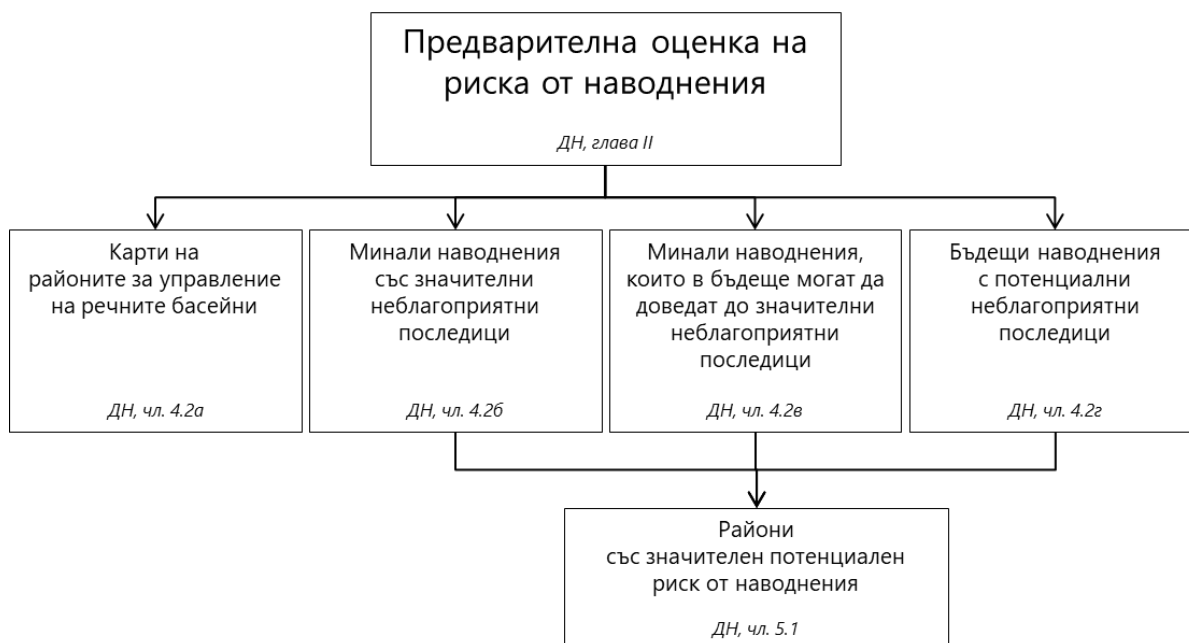 Предварителна оценка на
риска от наводнения
ДН, глава II
Карти на
районите за управление
на речните басейни
ДН, чл. 4.2а
Минали наводнения
със значителни
неблагоприятни
последици
ДН, чл. 4.2б
Минали наводнения,
които в бъдеще могат да
доведат до значителни
неблагоприятни
последици
ДН, чл. 4.2в
Бъдещи наводнения
с потенциални
неблагоприятни
последици
ДН, чл. 4.2г
Райони
със значителен потенциален
риск от наводнения
ДН, чл. 5.1